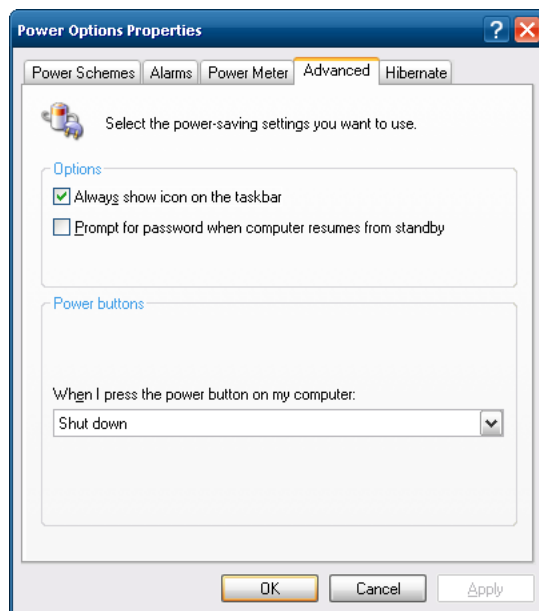 Power Options Properties
Power Schemes Alarms Power Meter Advanced Hibernate
Select the power-saving settings you want to use.
Options
Always show icon on the taskbar
Prompt for password when computer resumes from standby
Power buttons
When I press the power button on my computer:
Shut down
OK Cancel Apply